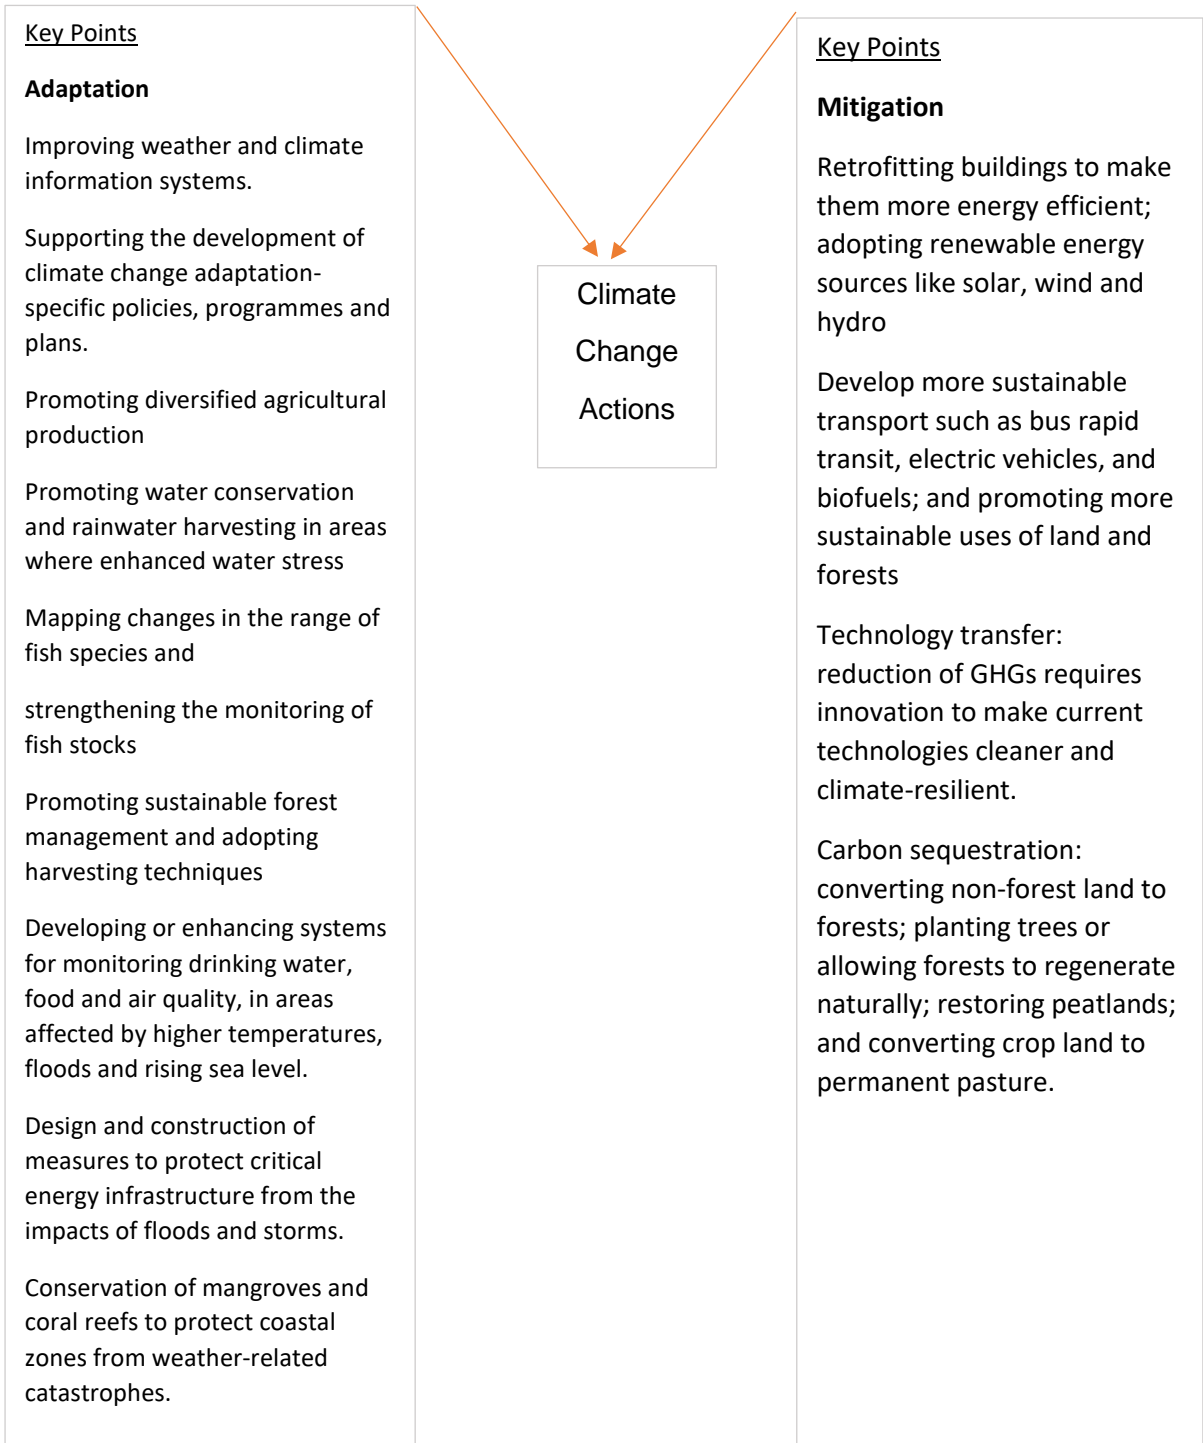 Key Points
Adaptation
Improving weather and climate
information systems.
Supporting the development of
climate change adaptation-
specific policies, programmes and
plans.
Promoting diversified agricultural
production
Promoting water conservation
and rainwater harvesting in areas
where enhanced water stress
Mapping changes in the range of
fish species and
strengthening the monitoring of
fish stocks
Promoting sustainable forest
management and adopting
harvesting techniques
Developing or enhancing systems
for monitoring drinking water,
food and air quality, in areas
affected by higher temperatures,
floods and rising sea level.
Design and construction of
measures to protect critical
energy infrastructure from the
impacts of floods and storms.
Conservation of mangroves and
coral reefs to protect coastal
zones from weather-related
catastrophes.
Climate
Change
Actions
Key Points
Mitigation
Retrofitting buildings to make
them more energy efficient;
adopting renewable energy
sources like solar, wind and
hydro
Develop more sustainable
transport such as bus rapid
transit, electric vehicles, and
biofuels; and promoting more
sustainable uses of land and
forests
Technology transfer:
reduction of GHGs requires
innovation to make current
technologies cleaner and
climate-resilient.
Carbon sequestration:
converting non-forest land to
forests; planting trees or
allowing forests to regenerate
naturally; restoring peatlands;
and converting crop land to
permanent pasture.